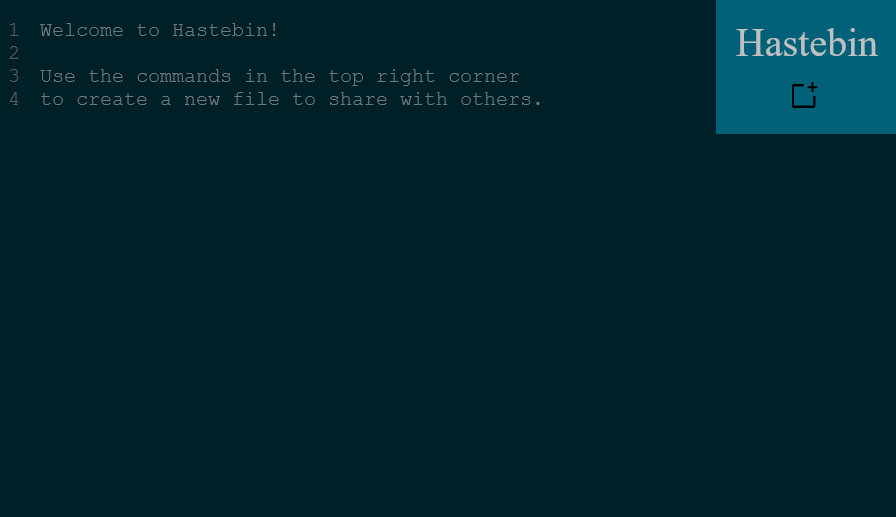 1 Welcome to Hastebin!
2
3 Use the commands in the top right corner
4 to create a new file to share with others.
Hastebin